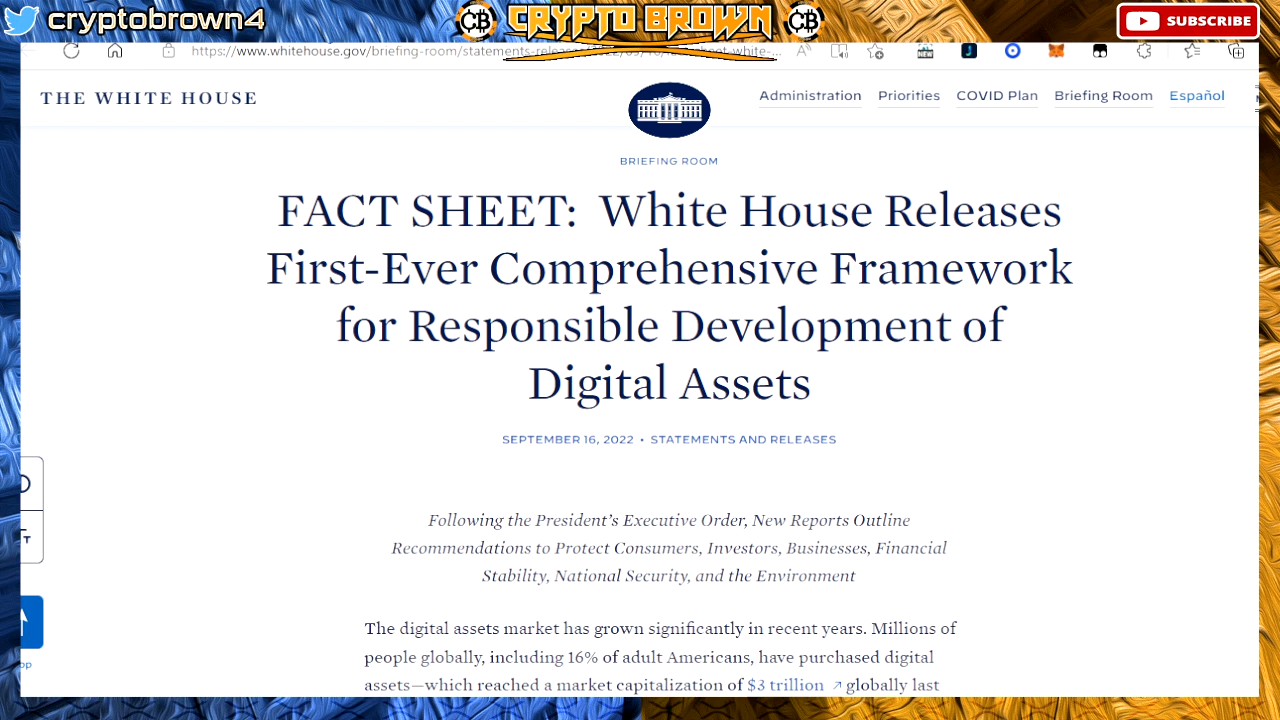 cryptobrown4
CB
CRYPTO BROWN
CB
SUBSCRIBE
THE WHITE HOUSE
Administration
Priorities
COVID Plan
Briefing Room
Español
BRIEFING ROOM
FACT SHEET: White House Releases
First-Ever Comprehensive Framework
for Responsible Development of
Digital Assets
SEPTEMBER 16, 2022 • STATEMENTS AND RELEASES
Following the President's Executive Order, New Reports Outline
Recommendations to Protect Consumers, Investors, Businesses, Financial
Stability, National Security, and the Environment
The digital assets market has grown significantly in recent years. Millions of
people globally, including 16% of adult Americans, have purchased digital
assets—which reached a market capitalization of $3 trillion ↗ globally last